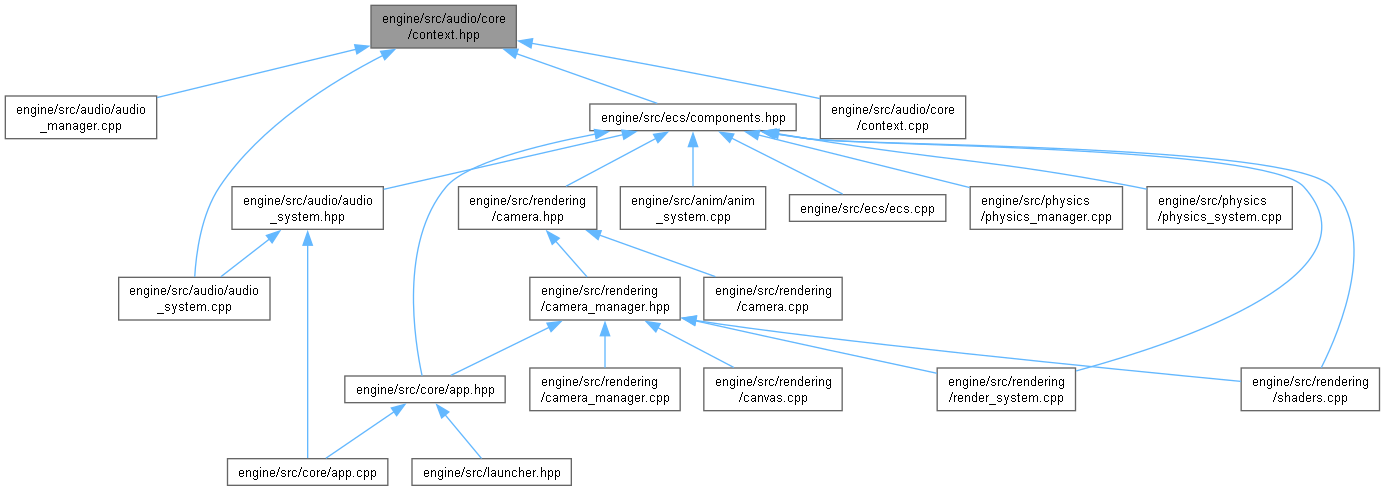 engine/src/audio/core
/context.hpp
engine/src/audio/audio
_manager.cpp
engine/src/ecs/components.hpp
engine/src/audio/core
/context.cpp
engine/src/audio/audio
_system.hpp
engine/src/rendering
/camera.hpp
engine/src/anim/anim
_system.cpp
engine/src/ecs/ecs.cpp
engine/src/physics
/physics_manager.cpp
engine/src/physics
/physics_system.cpp
engine/src/audio/audio
_system.cpp
engine/src/rendering
/camera_manager.hpp
engine/src/rendering
/camera.cpp
engine/src/core/app.hpp
engine/src/rendering
/camera_manager.cpp
engine/src/rendering
/canvas.cpp
engine/src/rendering
/render_system.cpp
engine/src/rendering
/shaders.cpp
engine/src/core/app.cpp
engine/src/launcher.hpp